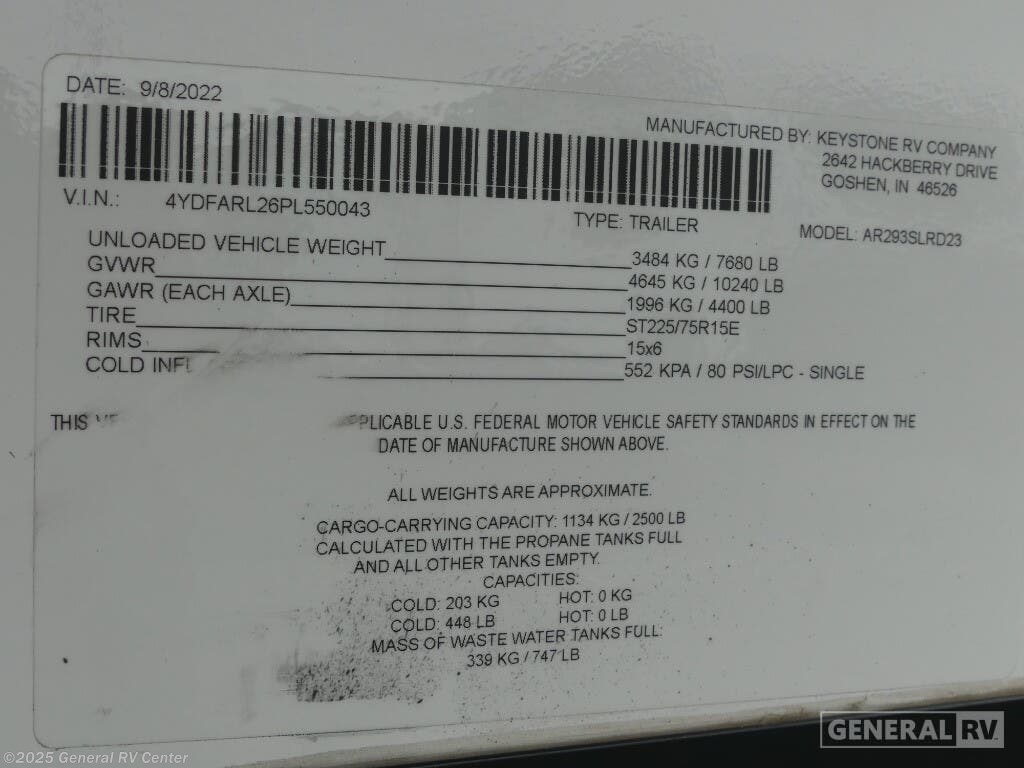 DATE: 9/8/2022
MANUFACTURED BY: KEYSTONE RV COMPANY
2642 HACKBERRY DRIVE
GOSHEN, IN 46526
V.I.N.: 4YDFARL26PL550043
TYPE: TRAILER
MODEL: AR293SLRD23
UNLOADED VEHICLE WEIGHT 3484 KG / 7680 LB
GVWR 4645 KG / 10240 LB
GAWR (EACH AXLE) 1996 KG / 4400 LB
TIRE ST225/75R15E
RIMS 15x6
COLD INFL 552 KPA / 80 PSI/LPC - SINGLE
THIS PLICABLE U.S. FEDERAL MOTOR VEHICLE SAFETY STANDARDS IN EFFECT ON THE
DATE OF MANUFACTURE SHOWN ABOVE.
ALL WEIGHTS ARE APPROXIMATE.
CARGO-CARRYING CAPACITY: 1134 KG / 2500 LB
CALCULATED WITH THE PROPANE TANKS FULL
AND ALL OTHER TANKS EMPTY.
CAPACITIES:
COLD: 203 KG HOT: 0 KG
COLD: 448 LB HOT: 0 LB
MASS OF WASTE WATER TANKS FULL:
339 KG / 747 LB
GENERAL RV
©2025 General RV Center